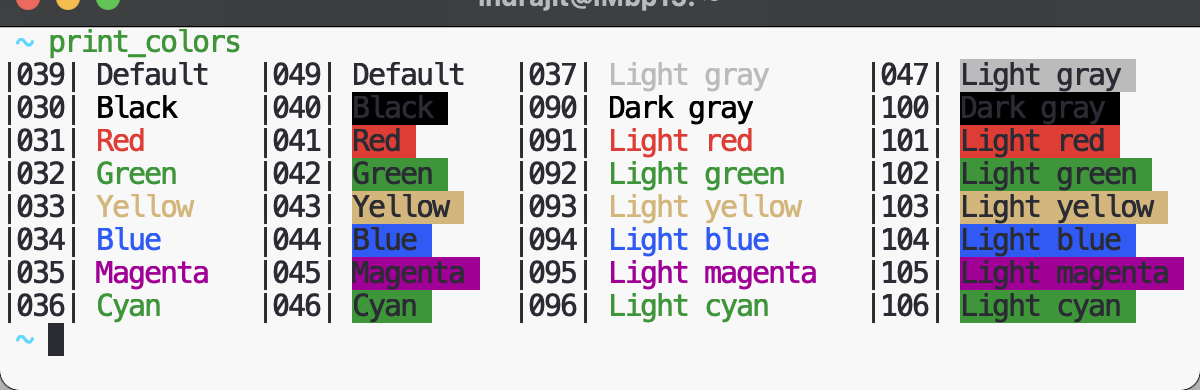 indrajit@iMbp15: ~
~ print_colors
|039| Default |049| Default |037| Light gray |047| Light gray
|030| Black |040| Black |090| Dark gray |100| Dark gray
|031| Red |041| Red |091| Light red |101| Light red
|032| Green |042| Green |092| Light green |102| Light green
|033| Yellow |043| Yellow |093| Light yellow |103| Light yellow
|034| Blue |044| Blue |094| Light blue |104| Light blue
|035| Magenta |045| Magenta |095| Light magenta |105| Light magenta
|036| Cyan |046| Cyan |096| Light cyan |106| Light cyan
~